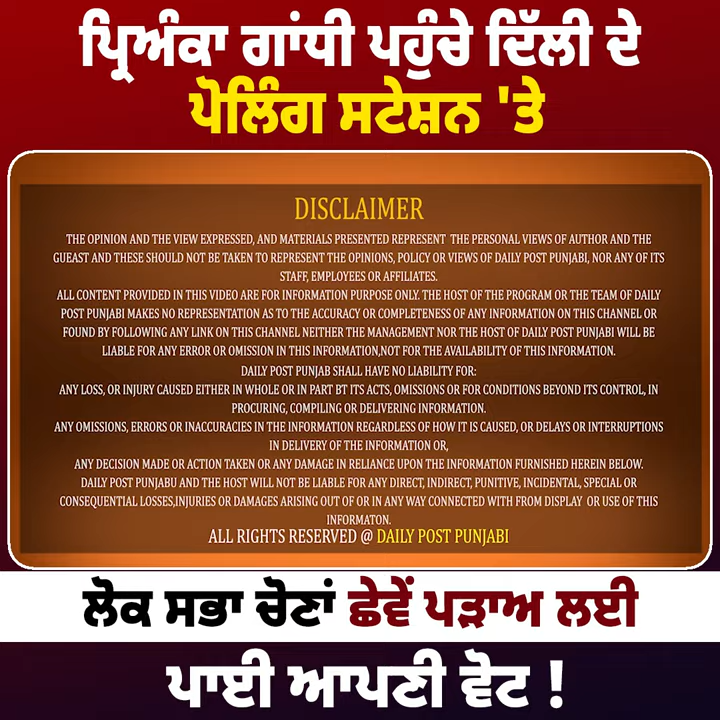 ਪ੍ਰਿਅੰਕਾ ਗਾਂਧੀ ਪਹੁੰਚੇ ਦਿੱਲੀ ਦੇ
ਪੋਲਿੰਗ ਸਟੇਸ਼ਨ 'ਤੇ
DISCLAIMER
THE OPINION AND THE VIEW EXPRESSED, AND MATERIALS PRESENTED REPRESENT THE PERSONAL VIEWS OF AUTHOR AND THE
GUEAST AND THESE SHOULD NOT BE TAKEN TO REPRESENT THE OPINIONS, POLICY OR VIEWS OF DAILY POST PUNJABI, NOR ANY OF ITS
STAFF, EMPLOYEES OR AFFILIATES.
ALL CONTENT PROVIDED IN THIS VIDEO ARE FOR INFORMATION PURPOSE ONLY. THE HOST OF THE PROGRAM OR THE TEAM OF DAILY
POST PUNJABI MAKES NO REPRESENTATION AS TO THE ACCURACY OR COMPLETENESS OF ANY INFORMATION ON THIS CHANNEL OR
FOUND BY FOLLOWING ANY LINK ON THIS CHANNEL NEITHER THE MANAGEMENT NOR THE HOST OF DAILY POST PUNJABI WILL BE
LIABLE FOR ANY ERROR OR OMISSION IN THIS INFORMATION,NOT FOR THE AVAILABILITY OF THIS INFORMATION.
DAILY POST PUNJAB SHALL HAVE NO LIABILITY FOR:
ANY LOSS, OR INJURY CAUSED EITHER IN WHOLE OR IN PART BT ITS ACTS, OMISSIONS OR FOR CONDITIONS BEYOND ITS CONTROL, IN
PROCURING, COMPILING OR DELIVERING INFORMATION.
ANY OMISSIONS, ERRORS OR INACCURACIES IN THE INFORMATION REGARDLESS OF HOW IT IS CAUSED, OR DELAYS OR INTERRUPTIONS
IN DELIVERY OF THE INFORMATION OR,
ANY DECISION MADE OR ACTION TAKEN OR ANY DAMAGE IN RELIANCE UPON THE INFORMATION FURNISHED HEREIN BELOW.
DAILY POST PUNJABU AND THE HOST WILL NOT BE LIABLE FOR ANY DIRECT, INDIRECT, PUNITIVE, INCIDENTAL, SPECIAL OR
CONSEQUENTIAL LOSSES,INJURIES OR DAMAGES ARISING OUT OF OR IN ANY WAY CONNECTED WITH FROM DISPLAY OR USE OF THIS
INFORMATON.
ALL RIGHTS RESERVED @ DAILY POST PUNJABI
ਲੋਕ ਸਭਾ ਚੋਣਾਂ ਛੇਵੇਂ ਪੜਾਅ ਲਈ
ਪਾਈ ਆਪਣੀ ਵੋਟ !